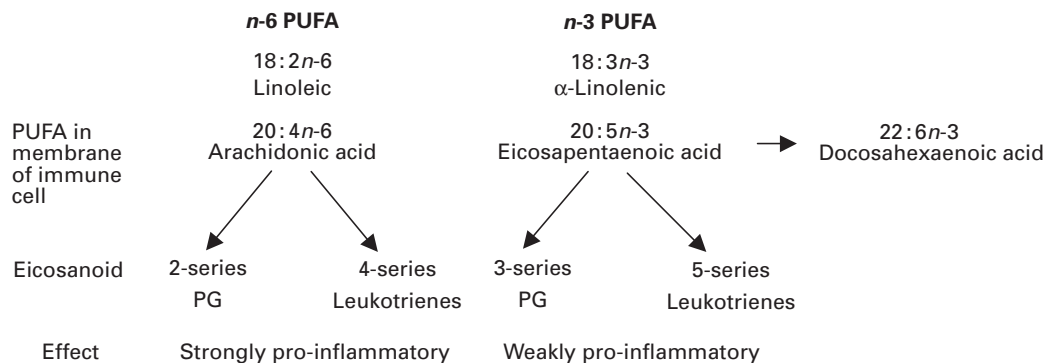 n-6 PUFA
n-3 PUFA
18:2n-6
Linoleic
18:3n-3
α-Linolenic
PUFA in
membrane
of immune
cell
20:4n-6
Arachidonic acid
20:5n-3
Eicosapentaenoic acid
22:6n-3
Docosahexaenoic acid
Eicosanoid
2-series
PG
4-series
Leukotrienes
3-series
PG
5-series
Leukotrienes
Effect
Strongly pro-inflammatory
Weakly pro-inflammatory